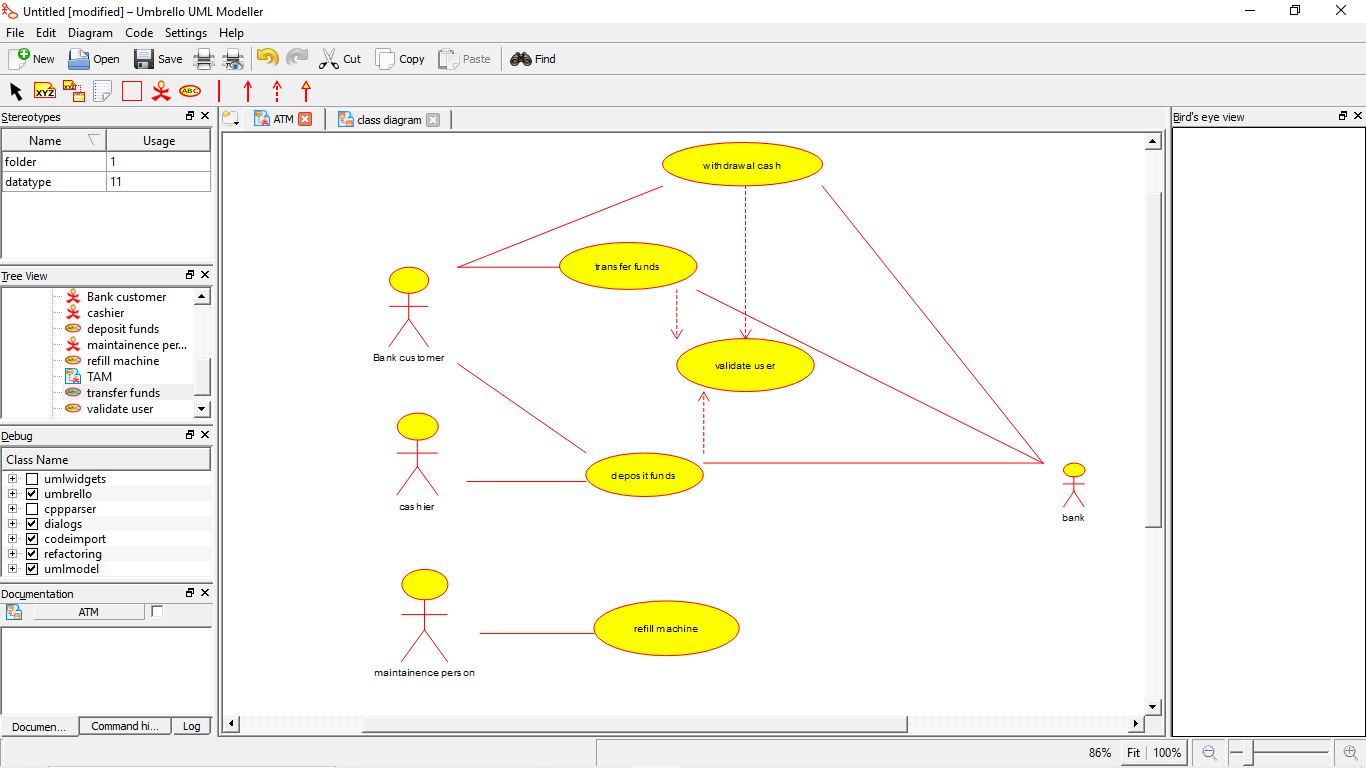 Untitled [modified] – Umbrello UML Modeller
File Edit Diagram Code Settings Help
New Open Save Cut Copy Paste Find
XYZ XYZ ABC
Stereotypes
Name Usage
folder 1
datatype 11
Tree View
Bank customer
cashier
deposit funds
maintainence per...
refill machine
TAM
transfer funds
validate user
Debug
Class Name
umlwidgets
umbrello
cppparser
dialogs
codeimport
refactoring
umlmodel
Documentation
ATM
Documen... Command hi... Log
ATM class diagram
withdrawal cash
transfer funds
Bank customer
validate user
cashier
deposit funds
bank
maintainence person
refill machine
Bird's eye view
86% Fit 100%